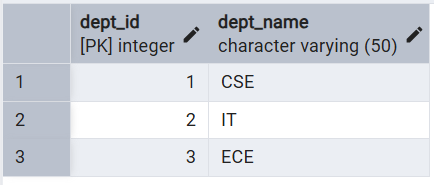 dept_id dept_name
[PK] integer character varying (50)
1 1 CSE
2 2 IT
3 3 ECE